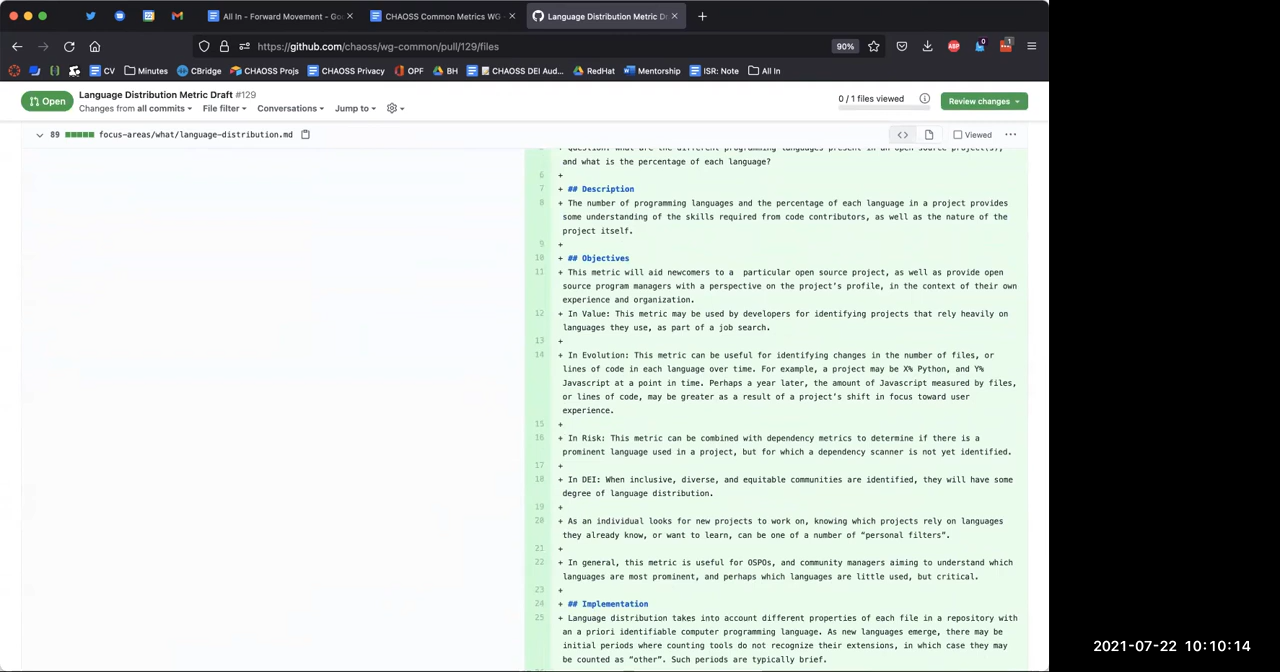 All In - Forward Movement - Goo
CHAOSS Common Metrics WG -
Language Distribution Metric Dr
https://github.com/chaoss/wg-common/pull/129/files
90%
ABP
0
1
CV
Minutes
CBridge
CHAOSS Projs
CHAOSS Privacy
OPF
BH
CHAOSS DEI Aud...
RedHat
Mentorship
ISR: Note
All In
Open
Language Distribution Metric Draft #129
Changes from all commits
File filter
Conversations
Jump to
0 / 1 files viewed
Review changes
89 focus-areas/what/language-distribution.md
Viewed
Question: What are the different programming languages present in an open source project(s),
and what is the percentage of each language?
6 +
7 + ## Description
8 + The number of programming languages and the percentage of each language in a project provides
some understanding of the skills required from code contributors, as well as the nature of the
project itself.
9 +
10 + ## Objectives
11 + This metric will aid newcomers to a  particular open source project, as well as provide open
source program managers with a perspective on the project's profile, in the context of their own
experience and organization.
12 + In Value: This metric may be used by developers for identifying projects that rely heavily on
languages they use, as part of a job search.
13 +
14 + In Evolution: This metric can be useful for identifying changes in the number of files, or
lines of code in each language over time. For example, a project may be X% Python, and Y%
Javascript at a point in time. Perhaps a year later, the amount of Javascript measured by files,
or lines of code, may be greater as a result of a project's shift in focus toward user
experience.
15 +
16 + In Risk: This metric can be combined with dependency metrics to determine if there is a
prominent language used in a project, but for which a dependency scanner is not yet identified.
17 +
18 + In DEI: When inclusive, diverse, and equitable communities are identified, they will have some
degree of language distribution.
19 +
20 + As an individual looks for new projects to work on, knowing which projects rely on languages
they already know, or want to learn, can be one of a number of “personal filters”.
21 +
22 + In general, this metric is useful for OSPOs, and community managers aiming to understand which
languages are most prominent, and perhaps which languages are little used, but critical.
23 +
24 + ## Implementation
25 + Language distribution takes into account different properties of each file in a repository with
an a priori identifiable computer programming language. As new languages emerge, there may be
initial periods where counting tools do not recognize their extensions, in which case they may
be counted as “other”. Such periods are typically brief.
2021-07-22 10:10:14